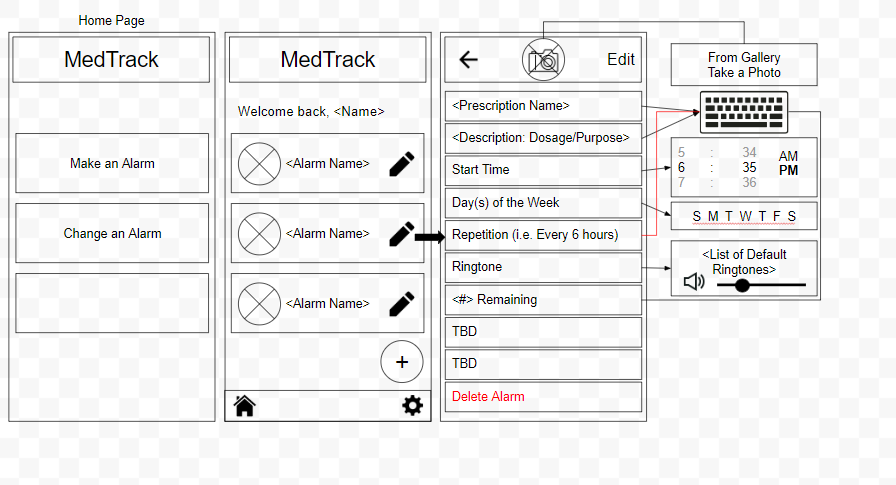 Home Page
MedTrack
Make an Alarm
Change an Alarm
MedTrack
Welcome back, <Name>
<Alarm Name>
<Alarm Name>
<Alarm Name>
+
Edit
<Prescription Name>
<Description: Dosage/Purpose>
Start Time
Day(s) of the Week
Repetition (i.e. Every 6 hours)
Ringtone
<#> Remaining
TBD
TBD
Delete Alarm
From Gallery
Take a Photo
5 : 34
6 : 35 AM
7 : 36 PM
S M T W T F S
<List of Default
Ringtones>